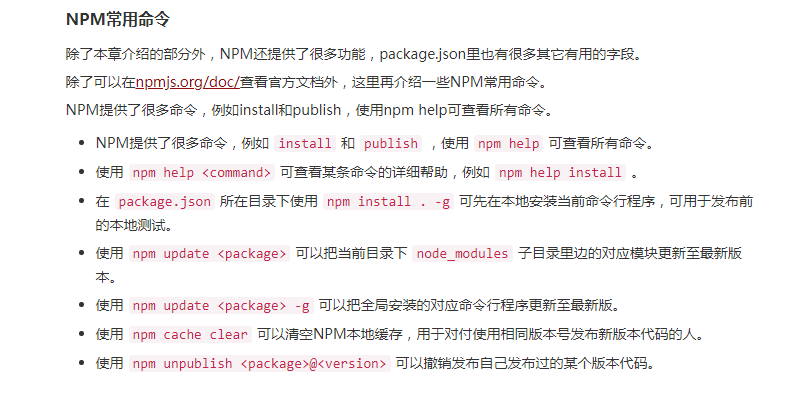 NPM常用命令
除了本章介绍的部分外，NPM还提供了很多功能，package.json里也有很多其它有用的字段。
除了可以在npmjs.org/doc/查看官方文档外，这里再介绍一些NPM常用命令。
NPM提供了很多命令，例如install和publish，使用npm help可查看所有命令。
• NPM提供了很多命令，例如 install 和 publish ，使用 npm help 可查看所有命令。
• 使用 npm help <command> 可查看某条命令的详细帮助，例如 npm help install 。
• 在 package.json 所在目录下使用 npm install . -g 可先在本地安装当前命令行程序，可用于发布前
的本地测试。
• 使用 npm update <package> 可以把当前目录下 node_modules 子目录里边的对应模块更新至最新版
本。
• 使用 npm update <package> -g 可以把全局安装的对应命令行程序更新至最新版。
• 使用 npm cache clear 可以清空NPM本地缓存，用于对付使用相同版本号发布新版本代码的人。
• 使用 npm unpublish <package>@<version> 可以撤销发布自己发布过的某个版本代码。